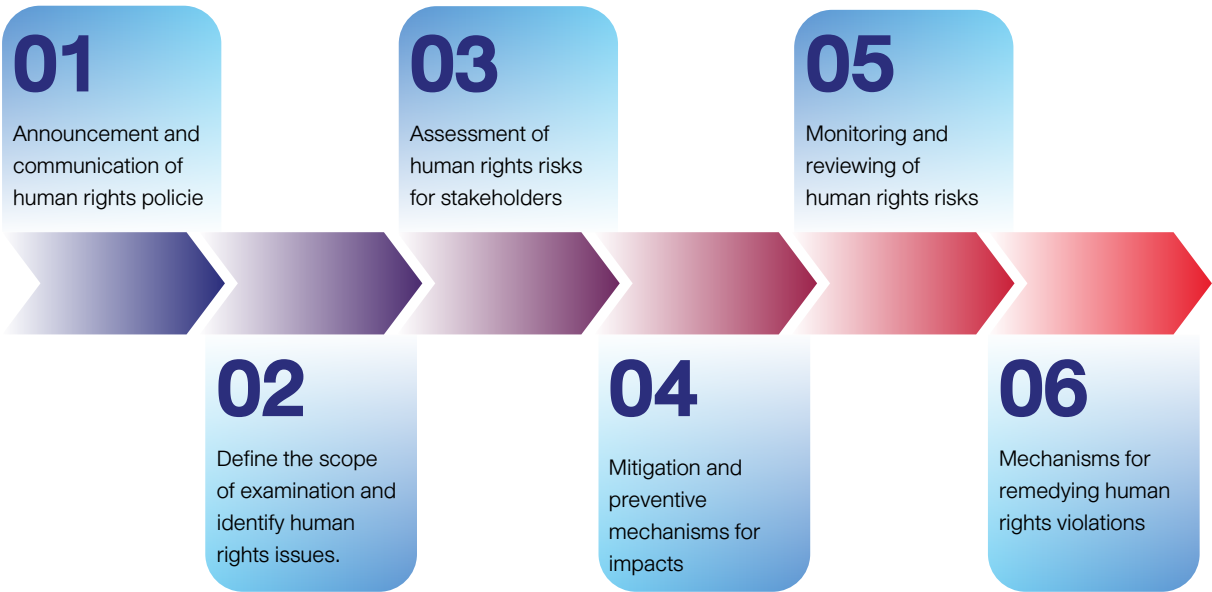 01
Announcement and
communication of
human rights policie
02
Define the scope
of examination and
identify human
rights issues.
03
Assessment of
human rights risks
for stakeholders
04
Mitigation and
preventive
mechanisms for
impacts
05
Monitoring and
reviewing of
human rights risks
06
Mechanisms for
remedying human
rights violations